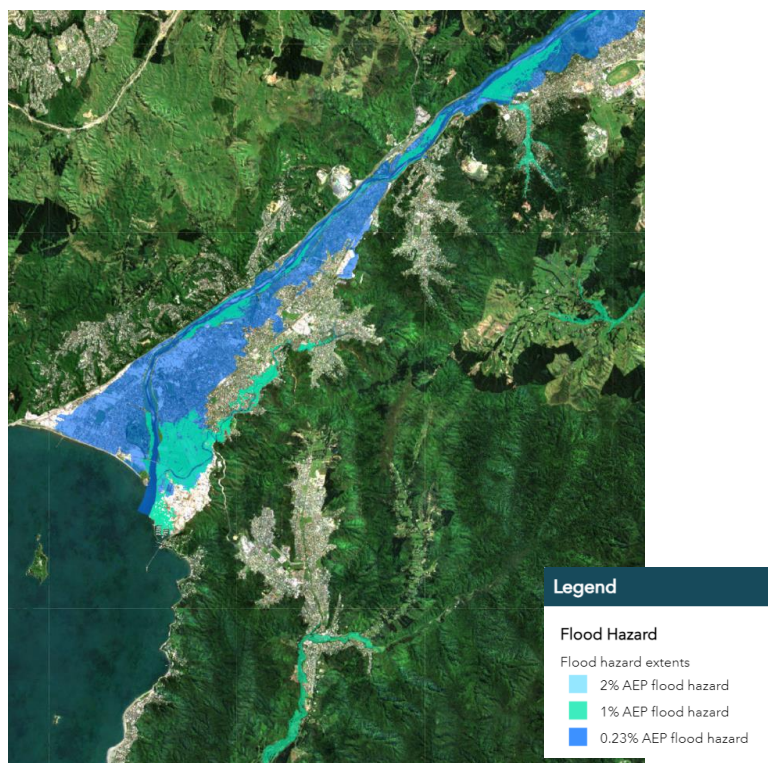 Legend
Flood Hazard
Flood hazard extents
2% AEP flood hazard
1% AEP flood hazard
0.23% AEP flood hazard